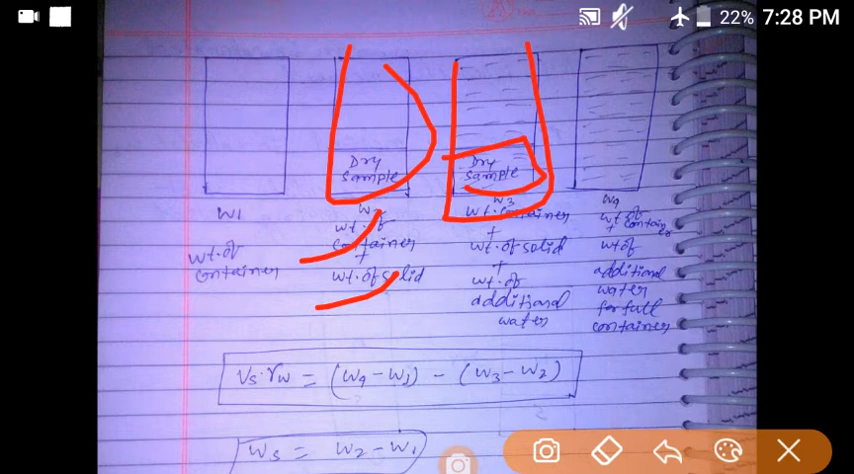 22% 7:28 PM
Dry
sample
Dry
sample
W1
wt. of
container
W2
wt. of
container
+
wt. of solid
W3
wt. container
+
wt. of solid
+
wt. of
additional
water
W4
wt of
+ container
wt of
additional
water
for full
container
Vs. γw = (W4 - W1) - (W3 - W2)
Ws = W2 - W1